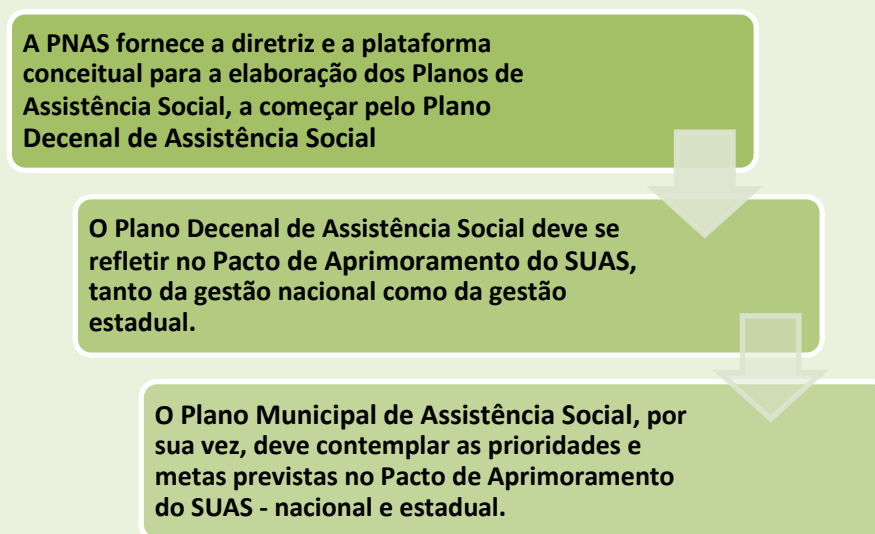 A PNAS fornece a diretriz e a plataforma
conceitual para a elaboração dos Planos de
Assistência Social, a começar pelo Plano
Decenal de Assistência Social
O Plano Decenal de Assistência Social deve se
refletir no Pacto de Aprimoramento do SUAS,
tanto da gestão nacional como da gestão
estadual.
O Plano Municipal de Assistência Social, por
sua vez, deve contemplar as prioridades e
metas previstas no Pacto de Aprimoramento
do SUAS - nacional e estadual.